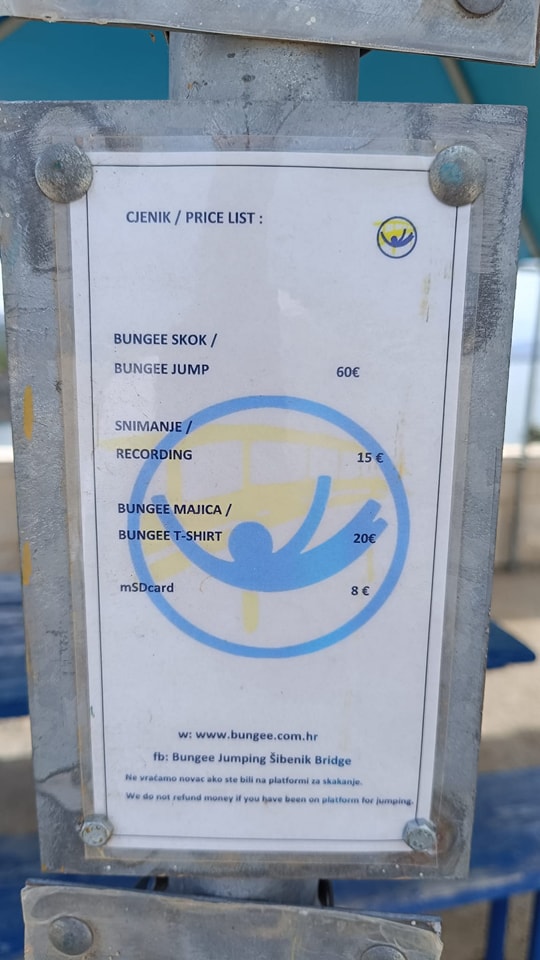 CJENIK / PRICE LIST :
BUNGEE SKOK /
BUNGEE JUMP 60€
SNIMANJE /
RECORDING 15 €
BUNGEE MAJICA /
BUNGEE T-SHIRT 20€
mSDcard 8 €
w: www.bungee.com.hr
fb: Bungee Jumping Šibenik Bridge
Ne vraćamo novac ako ste bili na platformi za skakanje.
We do not refund money if you have been on platform for jumping.